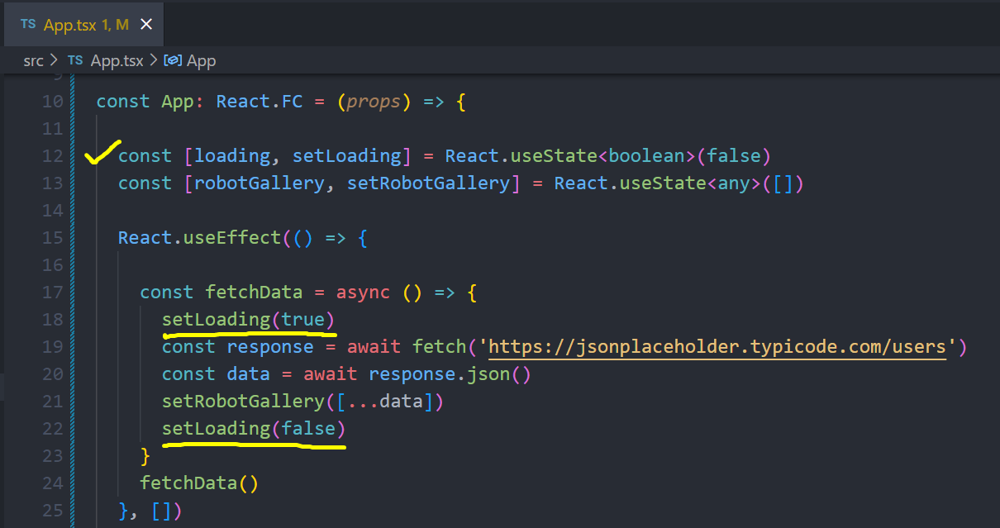 TS App.tsx 1, M ✕
src > TS App.tsx > App
9
10 const App: React.FC = (props) => {
11
12 const [loading, setLoading] = React.useState<boolean>(false)
13 const [robotGallery, setRobotGallery] = React.useState<any>([])
14
15 React.useEffect(() => {
16
17 const fetchData = async () => {
18 setLoading(true)
19 const response = await fetch('https://jsonplaceholder.typicode.com/users')
20 const data = await response.json()
21 setRobotGallery([...data])
22 setLoading(false)
23 }
24 fetchData()
25 }, [])